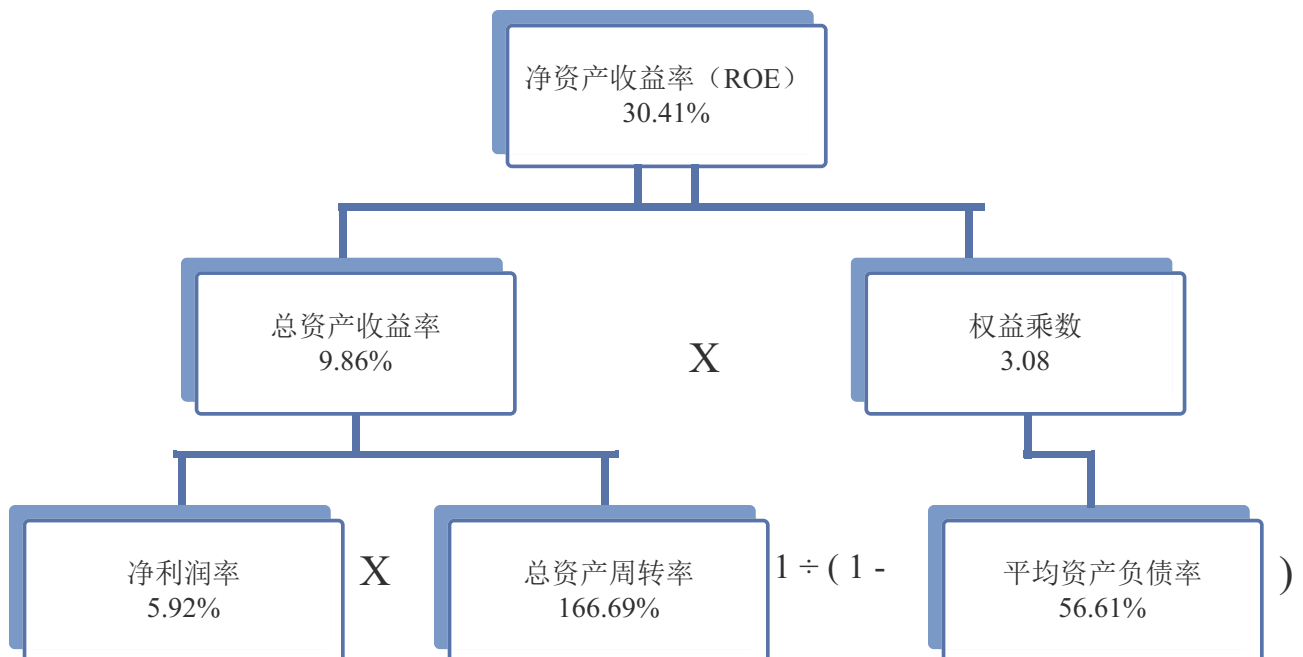 净资产收益率（ROE）
30.41%
总资产收益率
9.86%
X
权益乘数
3.08
净利润率
5.92%
X
总资产周转率
166.69%
1 ÷ ( 1 -
平均资产负债率
56.61%
)